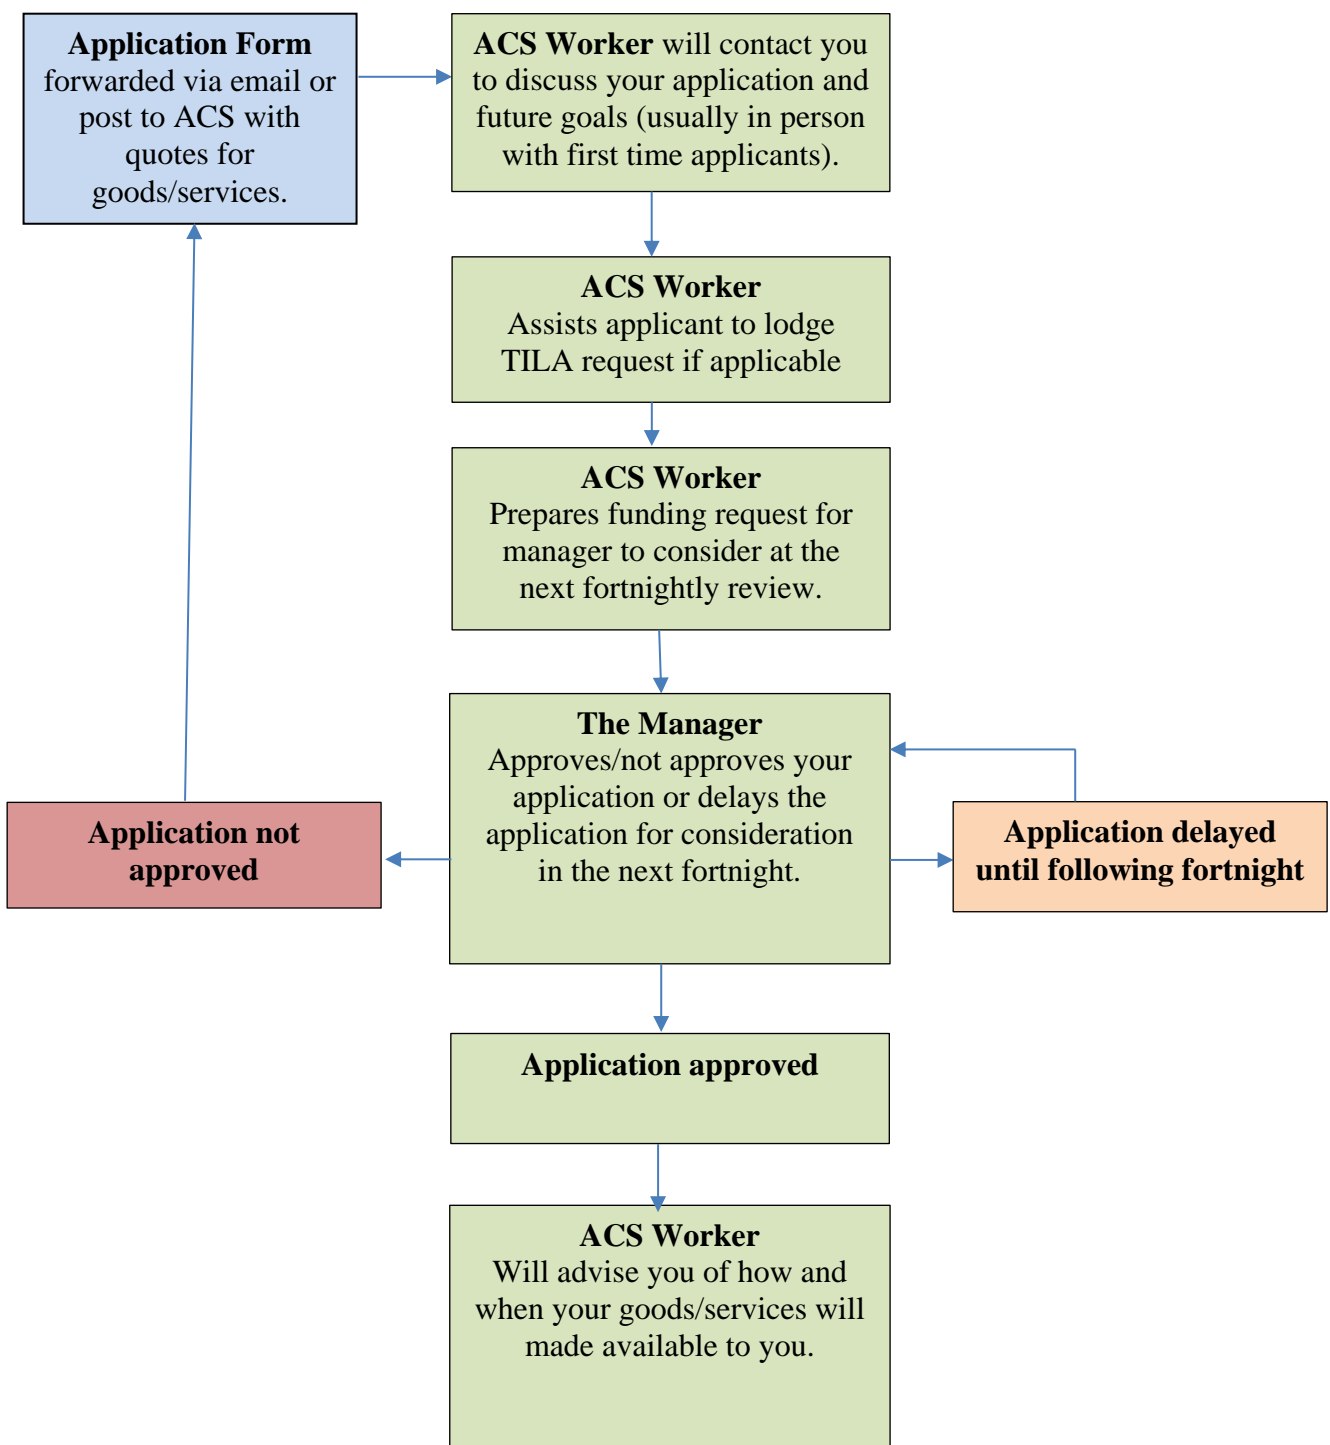 Application Form
forwarded via email or
post to ACS with
quotes for
goods/services.
ACS Worker will contact you
to discuss your application and
future goals (usually in person
with first time applicants).
ACS Worker
Assists applicant to lodge
TILA request if applicable
ACS Worker
Prepares funding request for
manager to consider at the
next fortnightly review.
The Manager
Approves/not approves your
application or delays the
application for consideration
in the next fortnight.
Application not
approved
Application delayed
until following fortnight
Application approved
ACS Worker
Will advise you of how and
when your goods/services will
made available to you.